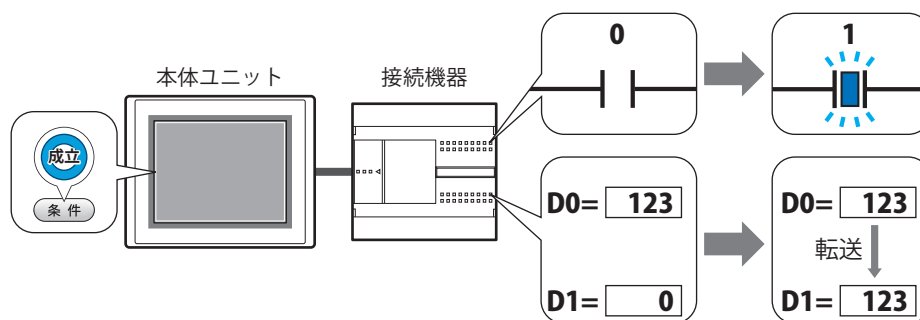 0
1
本体ユニット
接続機器
成立
条件
D0= 123
D0= 123
転送
D1= 0
D1= 123